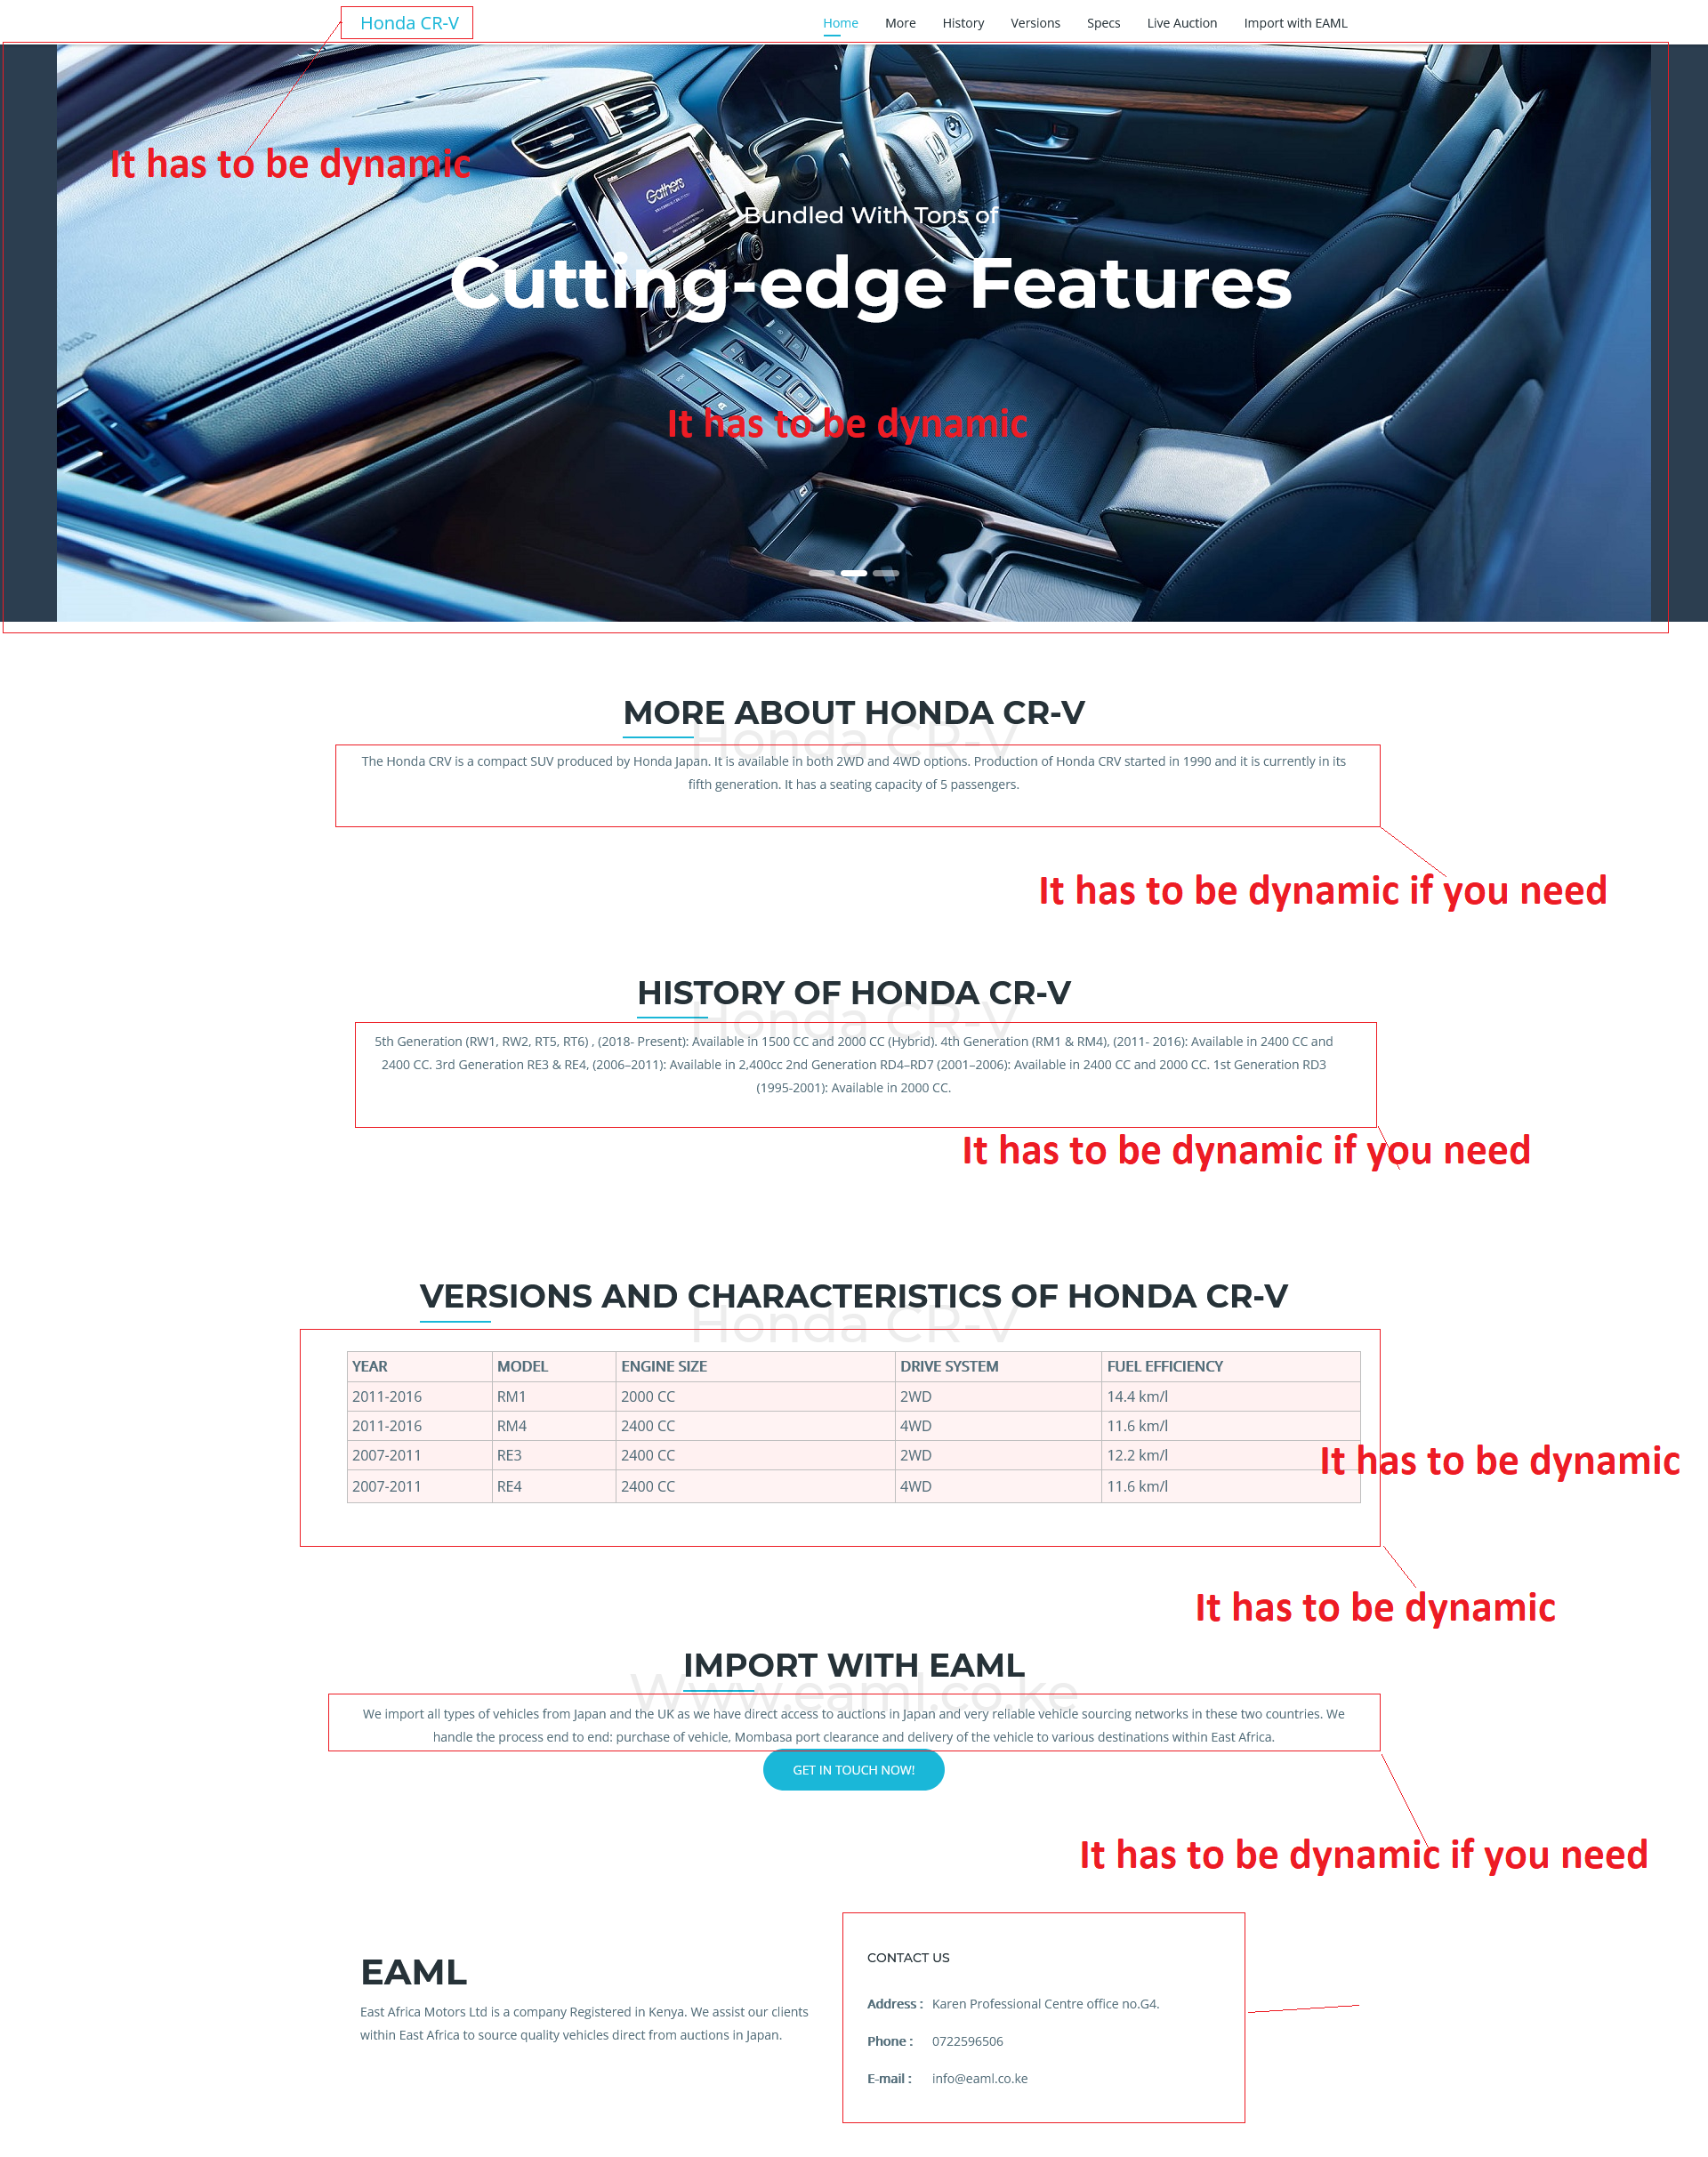 Honda CR-V
Home More History Versions Specs Live Auction Import with EAML
It has to be dynamic
Gathers
Bundled With Tons of
Cutting-edge Features
It has to be dynamic
MORE ABOUT HONDA CR-V
Honda CR-V
The Honda CRV is a compact SUV produced by Honda Japan. It is available in both 2WD and 4WD options. Production of Honda CRV started in 1990 and it is currently in its
fifth generation. It has a seating capacity of 5 passengers.
It has to be dynamic if you need
HISTORY OF HONDA CR-V
Honda CR-V
5th Generation (RW1, RW2, RT5, RT6) , (2018- Present): Available in 1500 CC and 2000 CC (Hybrid). 4th Generation (RM1 & RM4), (2011- 2016): Available in 2400 CC and
2400 CC. 3rd Generation RE3 & RE4, (2006–2011): Available in 2,400cc 2nd Generation RD4–RD7 (2001–2006): Available in 2400 CC and 2000 CC. 1st Generation RD3
(1995-2001): Available in 2000 CC.
It has to be dynamic if you need
VERSIONS AND CHARACTERISTICS OF HONDA CR-V
Honda CR-V
YEAR MODEL ENGINE SIZE DRIVE SYSTEM FUEL EFFICIENCY
2011-2016 RM1 2000 CC 2WD 14.4 km/l
2011-2016 RM4 2400 CC 4WD 11.6 km/l
2007-2011 RE3 2400 CC 2WD 12.2 km/l
It has to be dynamic
2007-2011 RE4 2400 CC 4WD 11.6 km/l
It has to be dynamic
IMPORT WITH EAML
Www.eaml.co.ke
We import all types of vehicles from Japan and the UK as we have direct access to auctions in Japan and very reliable vehicle sourcing networks in these two countries. We
handle the process end to end: purchase of vehicle, Mombasa port clearance and delivery of the vehicle to various destinations within East Africa.
GET IN TOUCH NOW!
It has to be dynamic if you need
EAML
East Africa Motors Ltd is a company Registered in Kenya. We assist our clients
within East Africa to source quality vehicles direct from auctions in Japan.
CONTACT US
Address : Karen Professional Centre office no.G4.
Phone : 0722596506
E-mail : info@eaml.co.ke